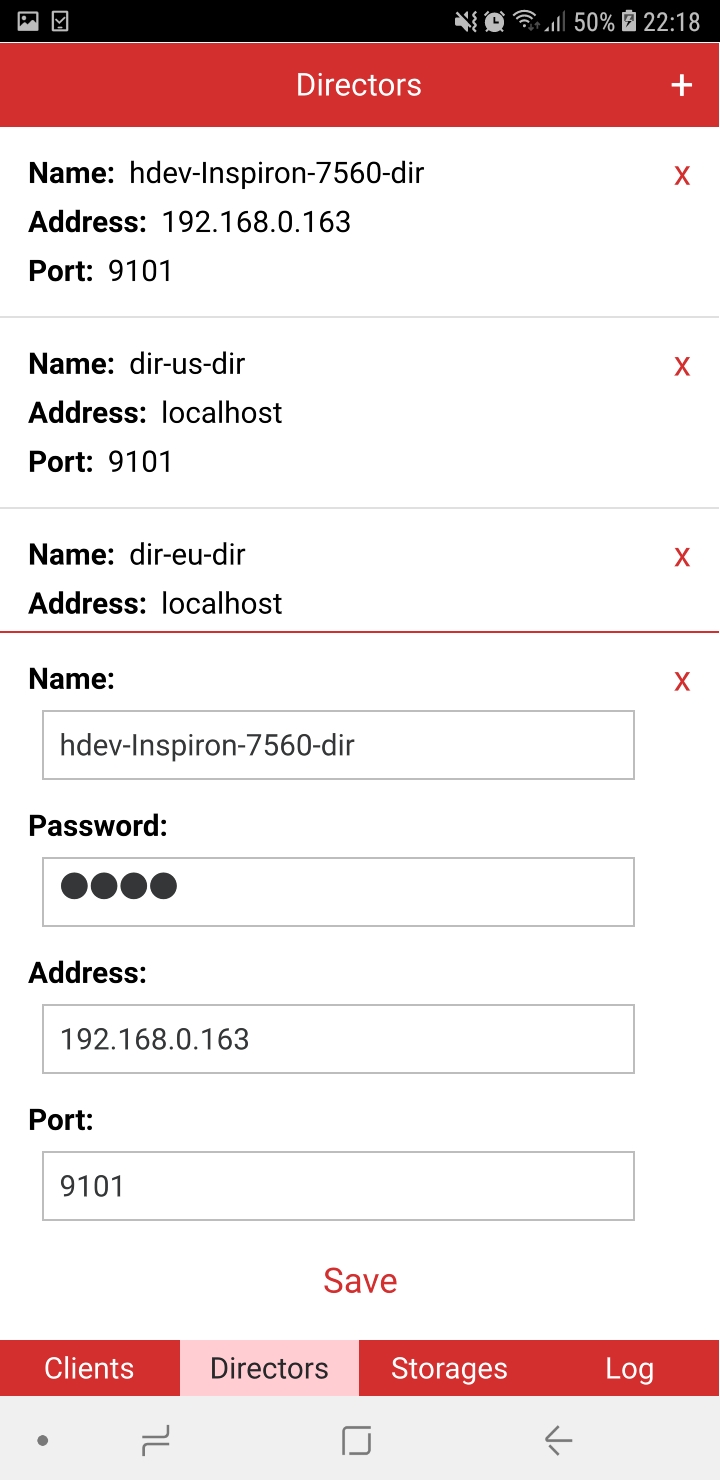 50% 22:18
Directors +
Name: hdev-Inspiron-7560-dir x
Address: 192.168.0.163
Port: 9101
Name: dir-us-dir x
Address: localhost
Port: 9101
Name: dir-eu-dir x
Address: localhost
Name: x
hdev-Inspiron-7560-dir
Password:
●●●●
Address:
192.168.0.163
Port:
9101
Save
Clients Directors Storages Log